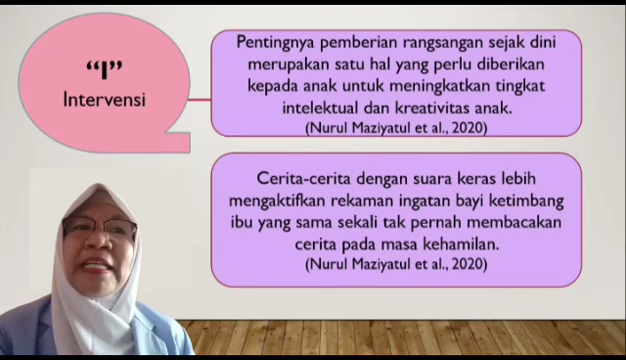 “I”
Intervensi
Pentingnya pemberian rangsangan sejak dini
merupakan satu hal yang perlu diberikan
kepada anak untuk meningkatkan tingkat
intelektual dan kreativitas anak.
(Nurul Maziyatul et al., 2020)
Cerita-cerita dengan suara keras lebih
mengaktifkan rekaman ingatan bayi ketimbang
ibu yang sama sekali tak pernah membacakan
cerita pada masa kehamilan.
(Nurul Maziyatul et al., 2020)